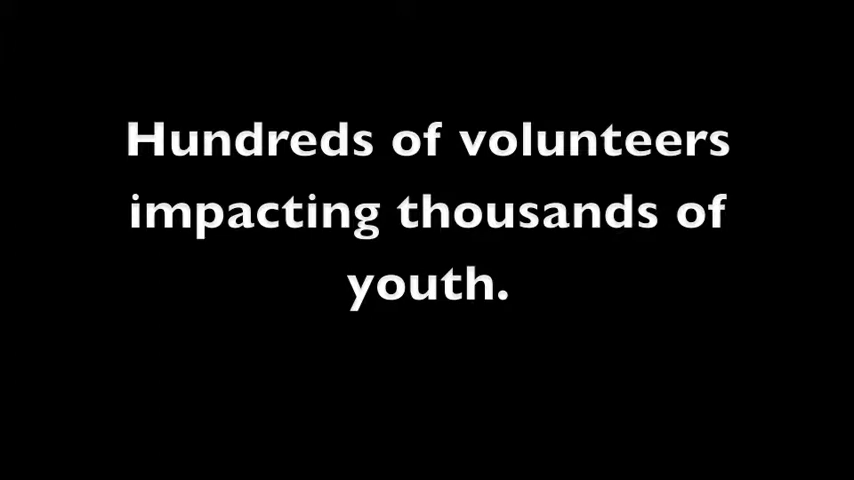 Hundreds of volunteers
impacting thousands of
youth.